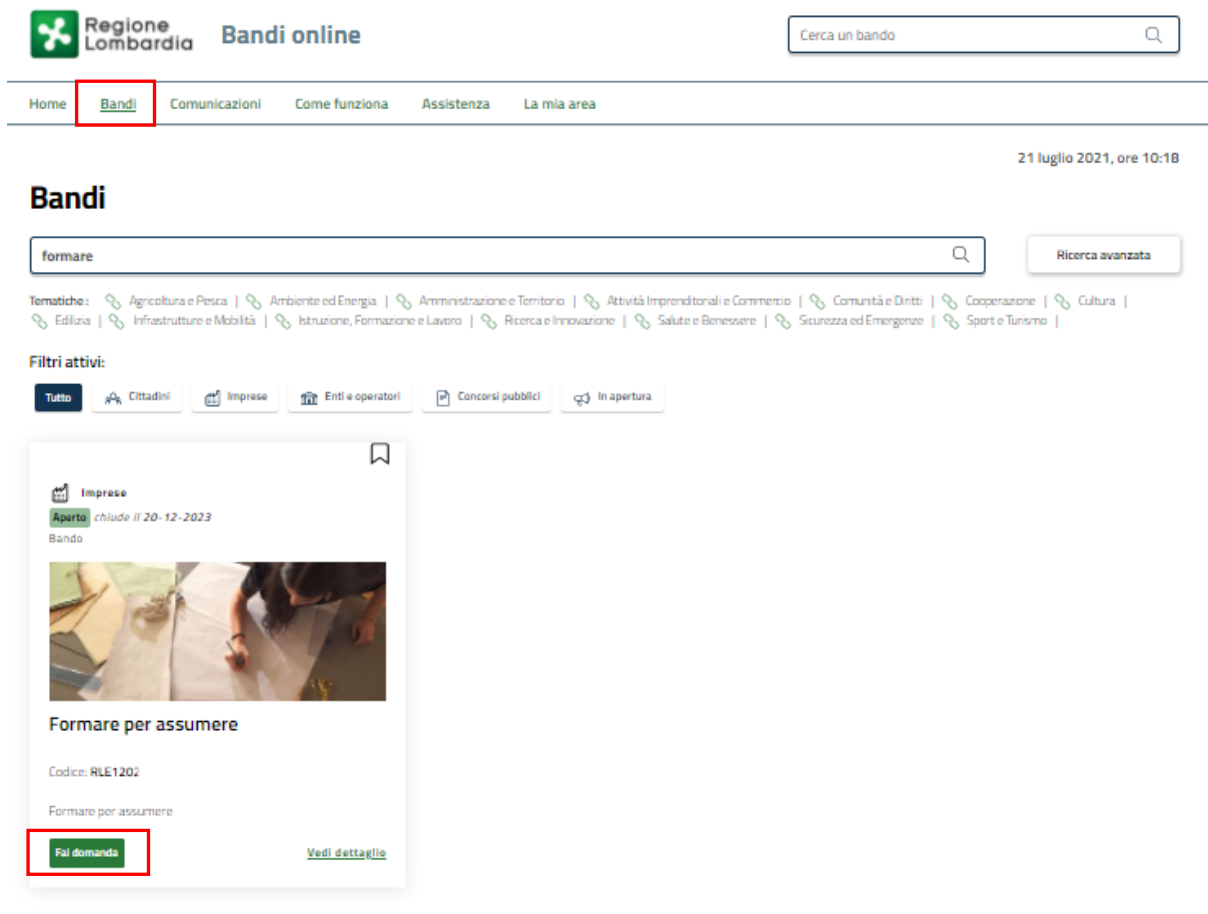 Regione
Lombardia
Bandi online
Cerca un bando
Home Bandi Comunicazioni Come funziona Assistenza La mia area
21 luglio 2021, ore 10:18
Bandi
formare
Ricerca avanzata
Tematiche: Agricoltura e Pesca | Ambiente ed Energia | Amministrazione e Territorio | Attività Imprenditoriali e Commercio | Comunità e Diritti | Cooperazione | Cultura |
Edilizia | Infrastrutture e Mobilità | Istruzione, Formazione e Lavoro | Ricerca e Innovazione | Salute e Benessere | Sicurezza ed Emergenze | Sport e Turismo |
Filtri attivi:
Tutto Cittadini Imprese Enti e operatori Concorsi pubblici In apertura
Imprese
Aperto chiude il 20-12-2023
Bando
Formare per assumere
Codice: RLE1202
Formare per assumere
Fai domanda Vedi dettaglio